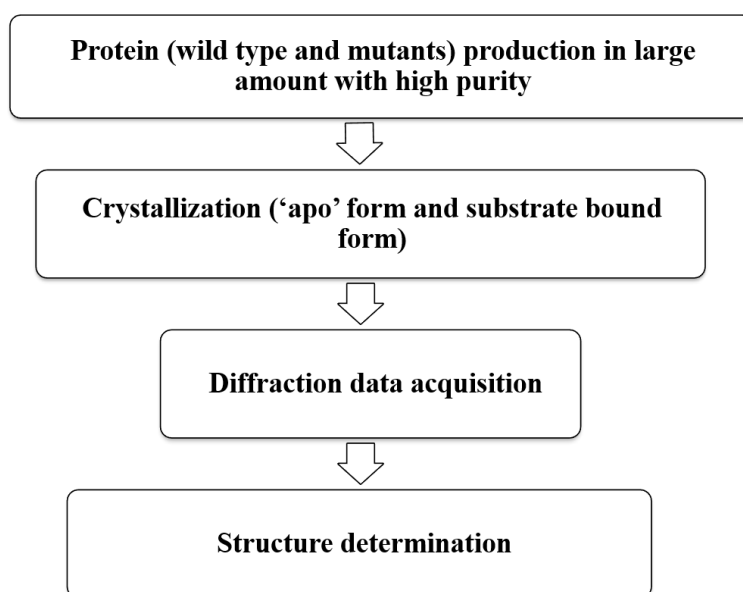 Protein (wild type and mutants) production in large
amount with high purity
Crystallization (‘apo’ form and substrate bound
form)
Diffraction data acquisition
Structure determination